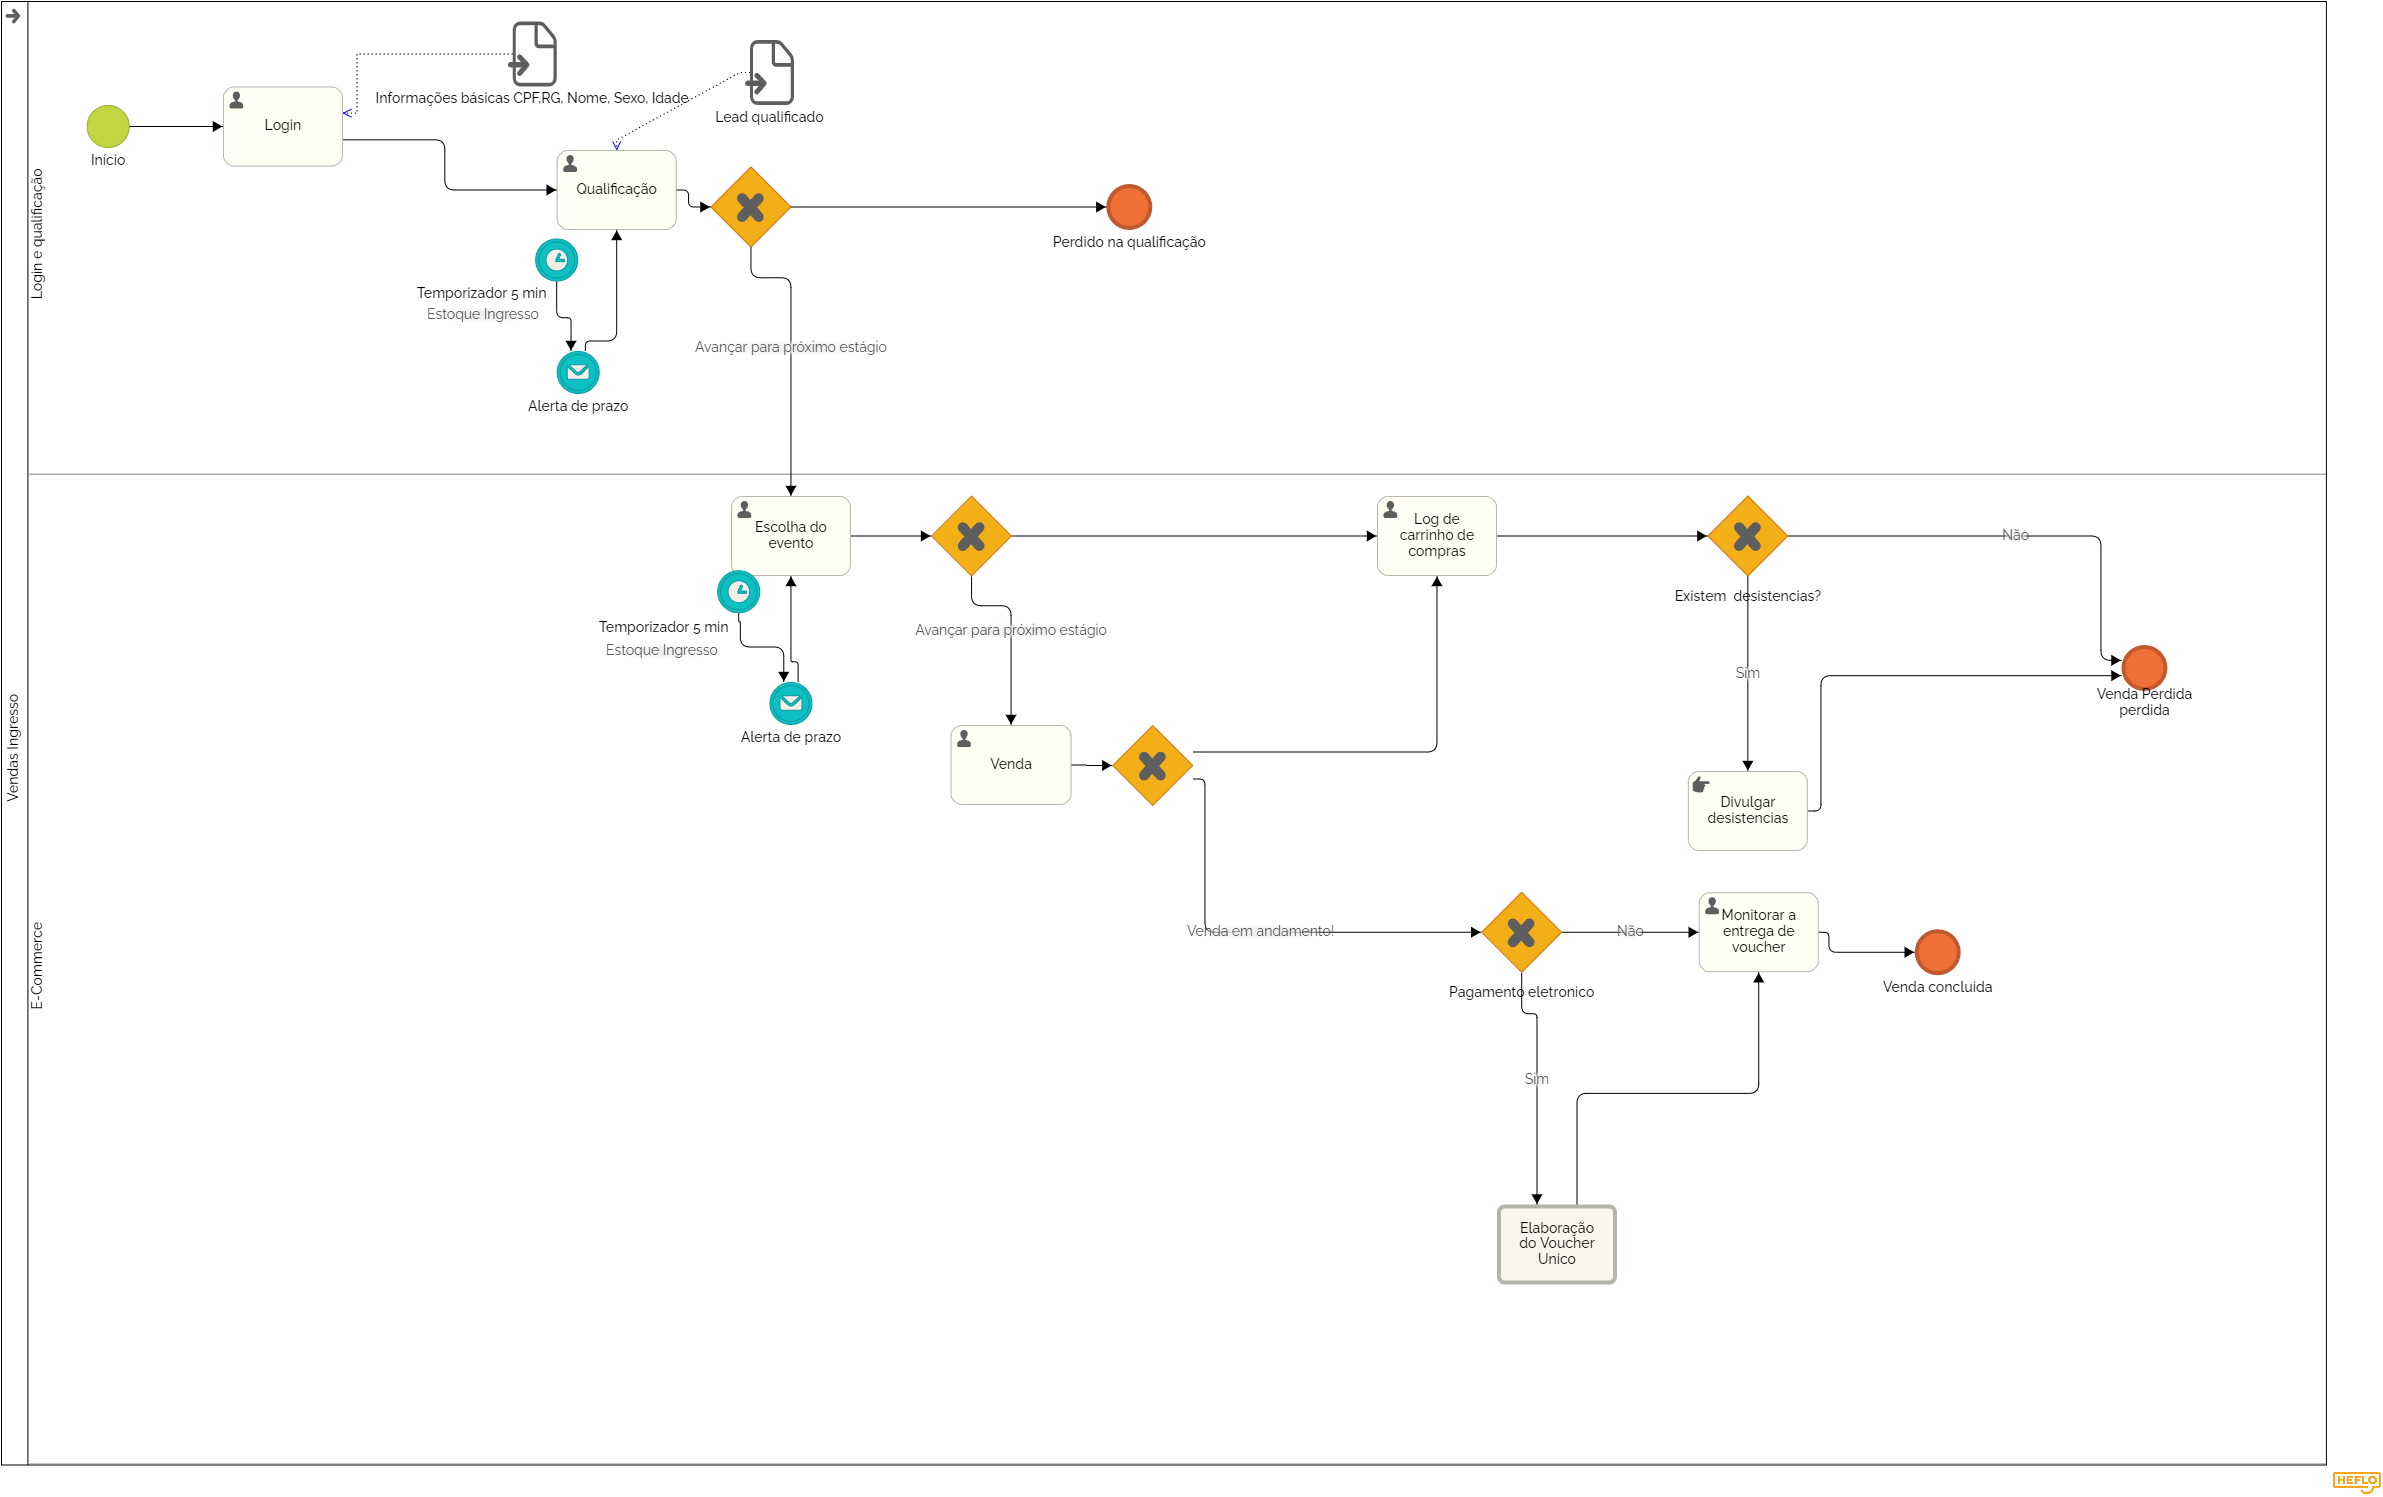 Informações básicas CPF,RG, Nome, Sexo, Idade
Lead qualificado
Login
Início
Qualificação
Perdido na qualificação
Temporizador 5 min
Estoque Ingresso
Avançar para próximo estágio
Alerta de prazo
Login e qualificação
Vendas Ingresso
E-Commerce
Escolha do
evento
Log de
carrinho de
compras
Não
Existem desistencias?
Temporizador 5 min
Estoque Ingresso
Avançar para próximo estágio
Sim
Venda Perdida
perdida
Alerta de prazo
Venda
Divulgar
desistencias
Venda em andamento!
Não
Monitorar a
entrega de
voucher
Pagamento eletronico
Venda concluida
Sim
Elaboração
do Voucher
Unico
HEFLO